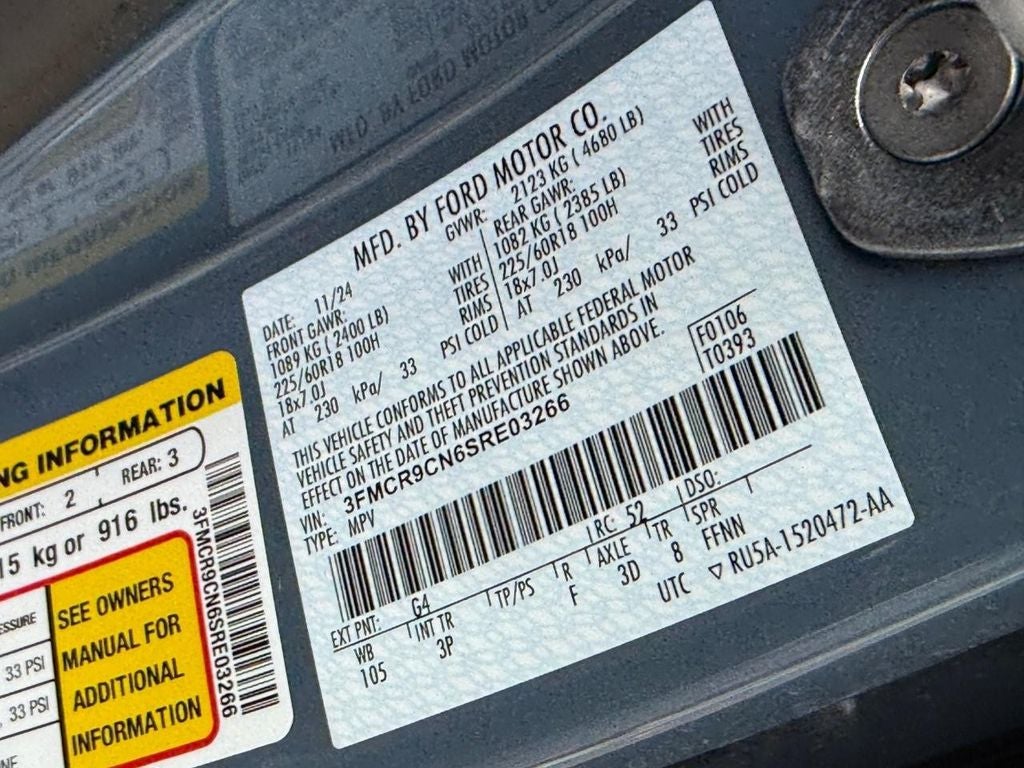 MFD. BY FORD MOTOR CO.
DATE: 11/24
GVWR: 2123 KG ( 4680 LB)
FRONT GAWR:
1089 KG ( 2400 LB)
225/60R18 100H
18x7.0J
AT 230 kPa/ 33 PSI COLD
WITH
TIRES
RIMS
REAR GAWR:
1082 KG ( 2385 LB)
225/60R18 100H
18x7.0J
AT 230 kPa/ 33 PSI COLD
WITH
TIRES
RIMS
THIS VEHICLE CONFORMS TO ALL APPLICABLE FEDERAL MOTOR
VEHICLE SAFETY AND THEFT PREVENTION STANDARDS IN
EFFECT ON THE DATE OF MANUFACTURE SHOWN ABOVE.
VIN: 3FMCR9CN6SRE03266
TYPE: MPV
F0106
T0393
EXT PNT: G4 RC: 52 DSO:
WB INT TR TP/PS R AXLE TR SPR
105 3P F 3D 8 FFNN
UTC ▽ RU5A-1520472-AA
NG INFORMATION
FRONT: 2 REAR: 3
15 kg or 916 lbs.
33 PSI
33 PSI
SEE OWNERS
MANUAL FOR
ADDITIONAL
INFORMATION
3FMCR9CN6SRE03266